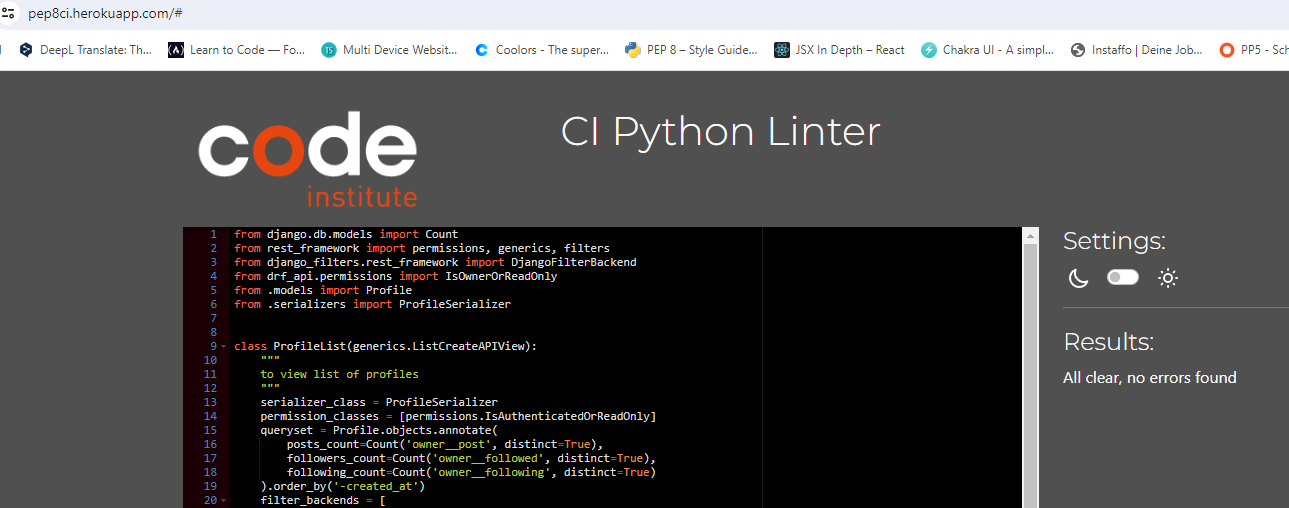 pep8ci.herokuapp.com/#
DeepL Translate: Th... Learn to Code — Fo... Multi Device Websit... Coolors - The super... PEP 8 – Style Guide... JSX In Depth – React Chakra UI - A simpl... Instaffo | Deine Job... PP5 - Sch
code
institute
CI Python Linter
1 from django.db.models import Count
2 from rest_framework import permissions, generics, filters
3 from django_filters.rest_framework import DjangoFilterBackend
4 from drf_api.permissions import IsOwnerOrReadOnly
5 from .models import Profile
6 from .serializers import ProfileSerializer
7
8
9 class ProfileList(generics.ListCreateAPIView):
10 """
11 to view list of profiles
12 """
13 serializer_class = ProfileSerializer
14 permission_classes = [permissions.IsAuthenticatedOrReadOnly]
15 queryset = Profile.objects.annotate(
16 posts_count=Count('owner__post', distinct=True),
17 followers_count=Count('owner__followed', distinct=True),
18 following_count=Count('owner__following', distinct=True)
19 ).order_by('-created_at')
20 filter_backends = [
Settings:
Results:
All clear, no errors found